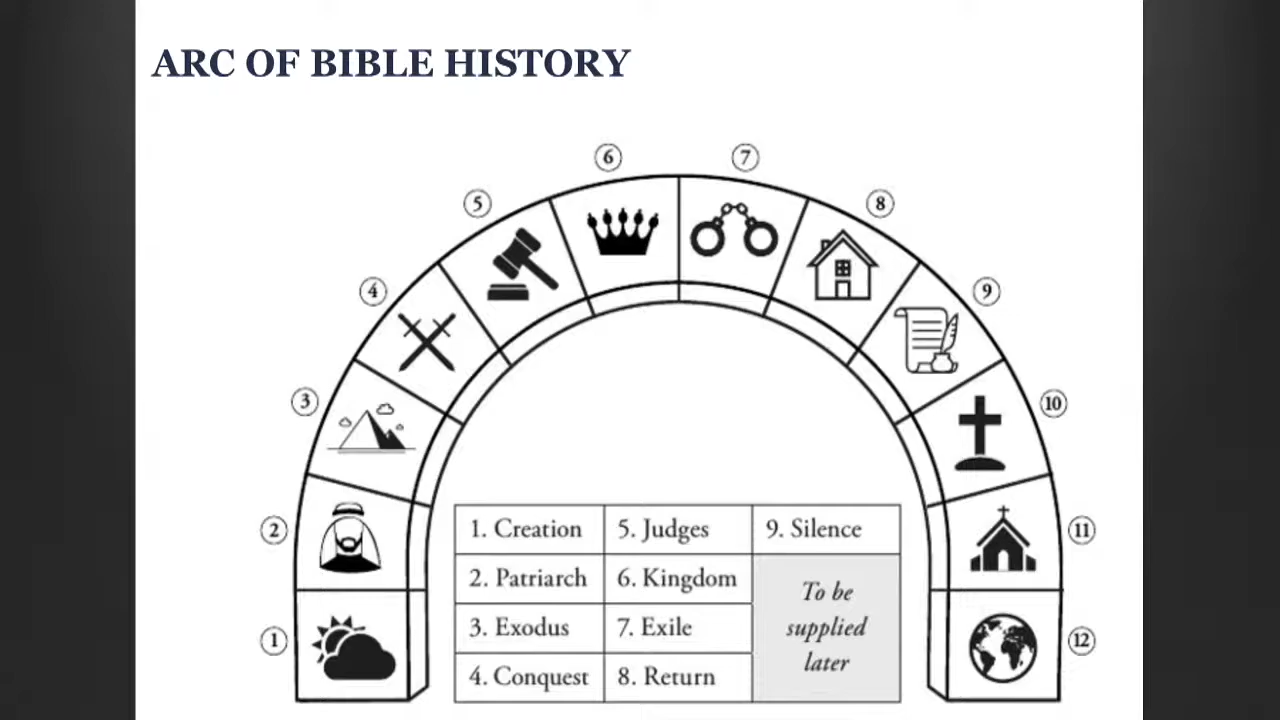 ARC OF BIBLE HISTORY
6
7
5
8
4
9
3
10
2
11
1
12
1. Creation
5. Judges
9. Silence
2. Patriarch
6. Kingdom
To be
supplied
later
3. Exodus
7. Exile
4. Conquest
8. Return